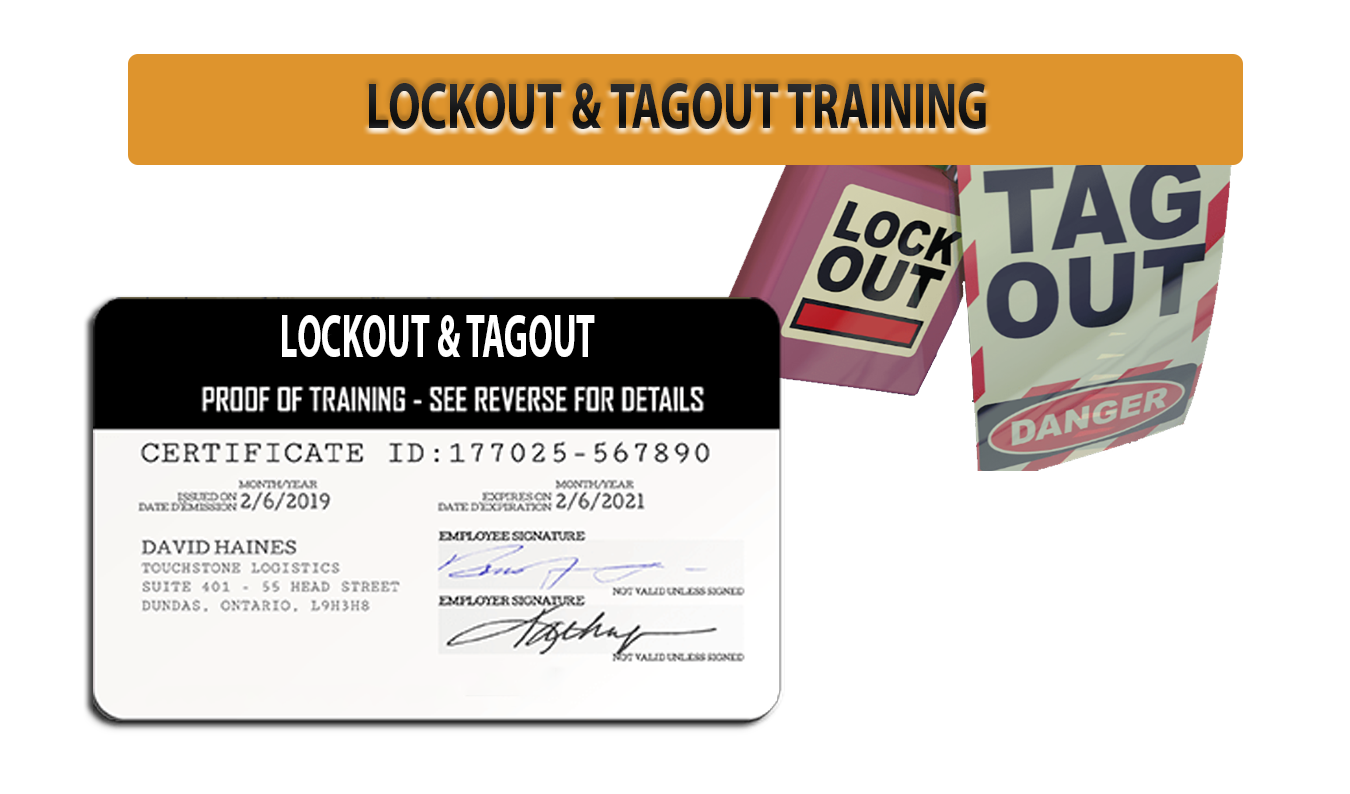 LOCKOUT & TAGOUT TRAINING
LOCK
OUT
TAG
OUT
DANGER
LOCKOUT & TAGOUT
PROOF OF TRAINING - SEE REVERSE FOR DETAILS
CERTIFICATE ID:177025-567890
MONTH/YEAR
ISSUED ON
DATE D'EMISSION 2/6/2019
MONTH/YEAR
EXPIRES ON
DATE D'EXPIRATION 2/6/2021
DAVID HAINES
TOUCHSTONE LOGISTICS
SUITE 401 - 55 HEAD STREET
DUNDAS, ONTARIO, L9H3H8
EMPLOYEE SIGNATURE
NOT VALID UNLESS SIGNED
EMPLOYER SIGNATURE
NOT VALID UNLESS SIGNED